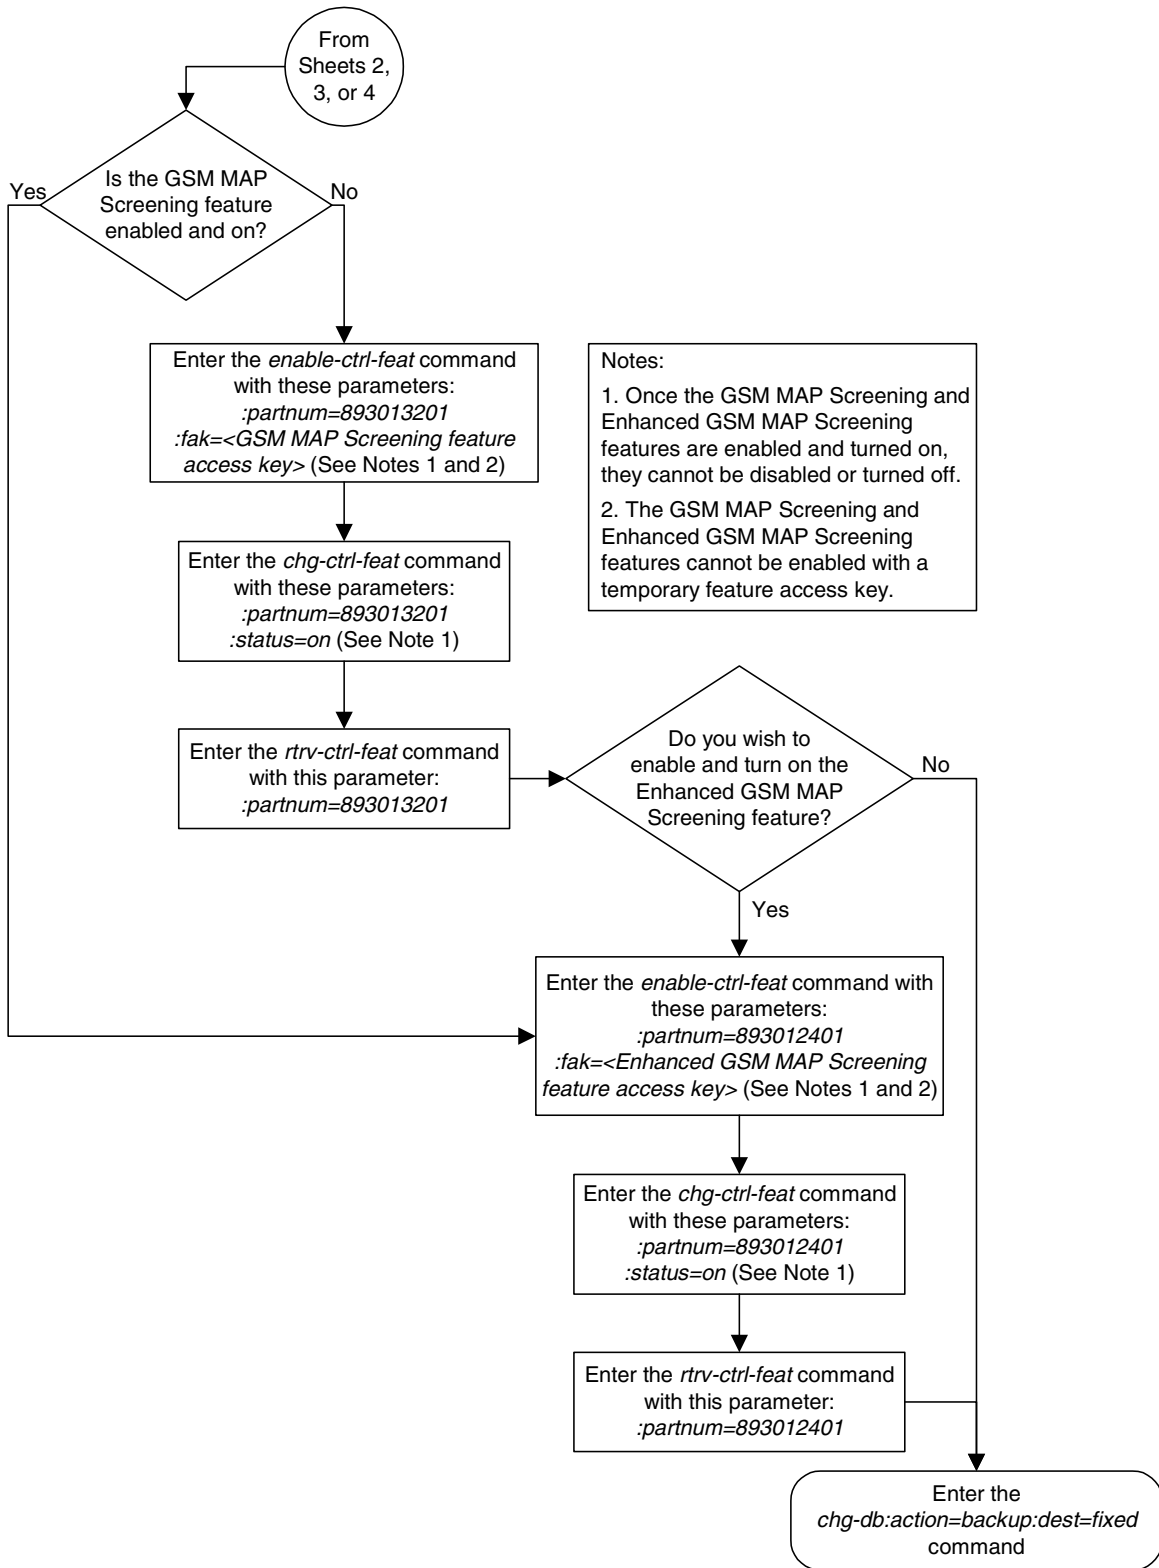 From
Sheets 2,
3, or 4
Is the GSM MAP
Screening feature
enabled and on?
Yes
No
Enter the enable-ctrl-feat command
with these parameters:
:partnum=893013201
:fak=<GSM MAP Screening feature
access key> (See Notes 1 and 2)
Notes:
1. Once the GSM MAP Screening and
Enhanced GSM MAP Screening
features are enabled and turned on,
they cannot be disabled or turned off.
2. The GSM MAP Screening and
Enhanced GSM MAP Screening
features cannot be enabled with a
temporary feature access key.
Enter the chg-ctrl-feat command
with these parameters:
:partnum=893013201
:status=on (See Note 1)
Enter the rtrv-ctrl-feat command
with this parameter:
:partnum=893013201
Do you wish to
enable and turn on the
Enhanced GSM MAP
Screening feature?
No
Yes
Enter the enable-ctrl-feat command with
these parameters:
:partnum=893012401
:fak=<Enhanced GSM MAP Screening
feature access key> (See Notes 1 and 2)
Enter the chg-ctrl-feat command
with these parameters:
:partnum=893012401
:status=on (See Note 1)
Enter the rtrv-ctrl-feat command
with this parameter:
:partnum=893012401
Enter the
chg-db:action=backup:dest=fixed
command